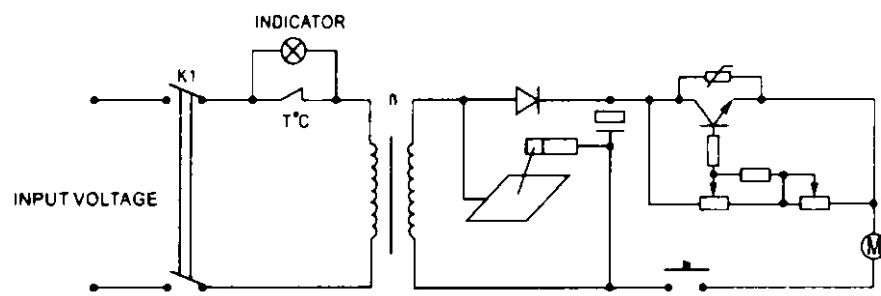 INDICATOR
K1
T°C
INPUT VOLTAGE
M